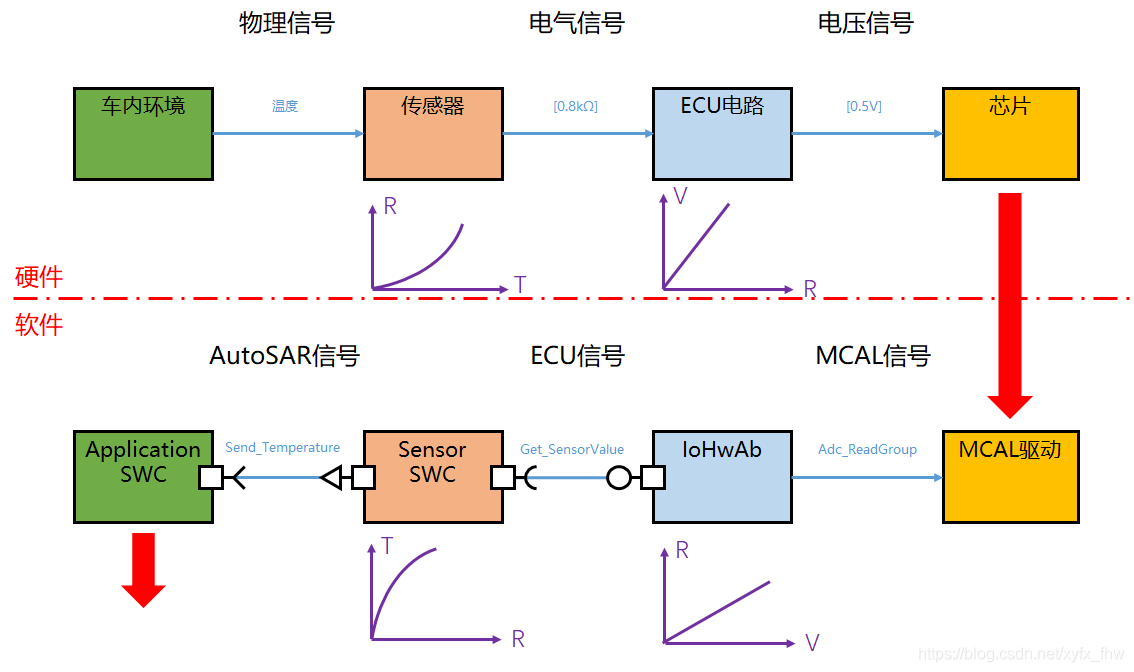 物理信号
电气信号
电压信号
车内环境
温度
传感器
[0.8kΩ]
ECU电路
[0.5V]
芯片
R
T
V
R
硬件
软件
AutoSAR信号
ECU信号
MCAL信号
Application
SWC
Send_Temperature
Sensor
SWC
Get_SensorValue
IoHwAb
Adc_ReadGroup
MCAL驱动
T
R
R
V
https://blog.csdn.net/xyfx_fhw